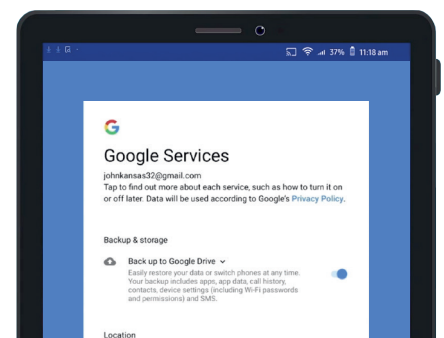 37% 11:18 am
Google Services
johnkansas32@gmail.com
Tap to find out more about each service, such as how to turn it on
or off later. Data will be used according to Google's Privacy Policy.
Backup & storage
Back up to Google Drive
Easily restore your data or switch phones at any time.
Your backup includes apps, app data, call history,
contacts, device settings (including Wi-Fi passwords
and permissions) and SMS.
Location